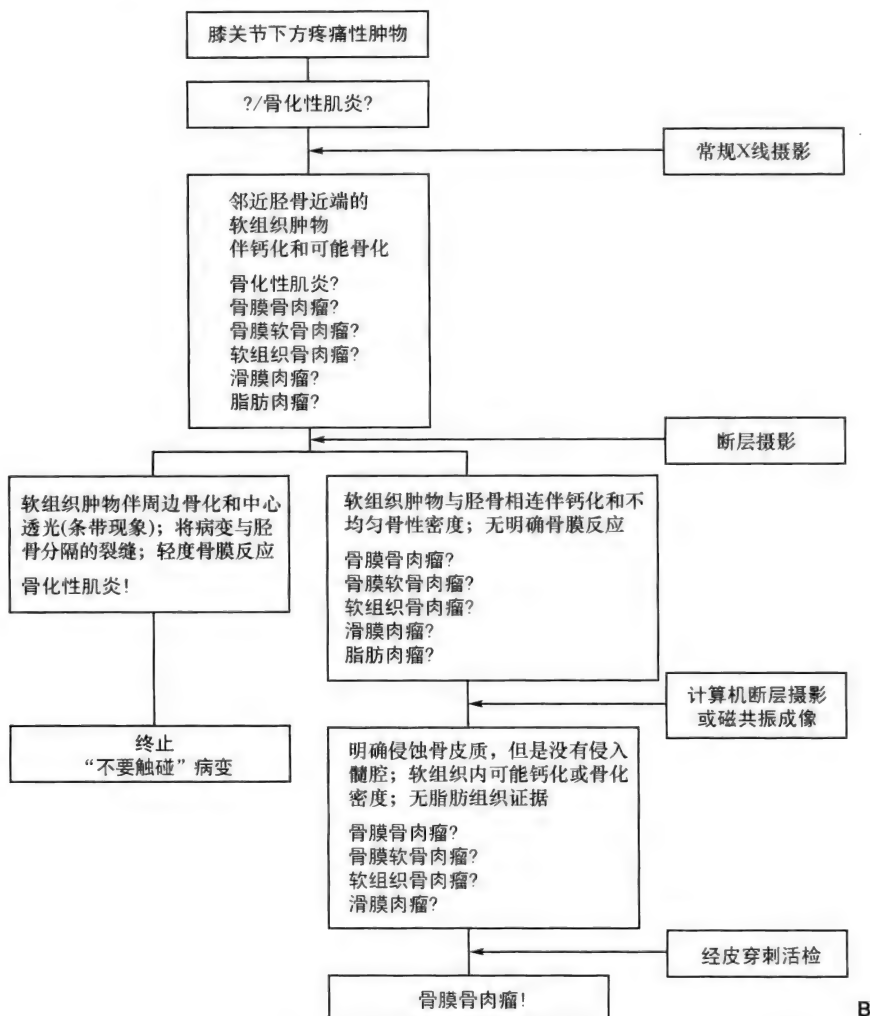 膝关节下方疼痛性肿物
?/骨化性肌炎?
常规X线摄影
邻近胫骨近端的
软组织肿物
伴钙化和可能骨化
骨化性肌炎?
骨膜骨肉瘤?
骨膜软骨肉瘤?
软组织骨肉瘤?
滑膜肉瘤?
脂肪肉瘤?
断层摄影
软组织肿物伴周边骨化和中心
透光(条带现象)；将病变与胫
骨分隔的裂缝；轻度骨膜反应
骨化性肌炎!
软组织肿物与胫骨相连伴钙化和不
均匀骨性密度；无明确骨膜反应
骨膜骨肉瘤?
骨膜软骨肉瘤?
软组织骨肉瘤?
滑膜肉瘤?
脂肪肉瘤?
计算机断层摄影
或磁共振成像
终止
“不要触碰”病变
明确侵蚀骨皮质，但是没有侵入
髓腔；软组织内可能钙化或骨化
密度；无脂肪组织证据
骨膜骨肉瘤?
骨膜软骨肉瘤?
软组织骨肉瘤?
滑膜肉瘤?
经皮穿刺活检
骨膜骨肉瘤!
B